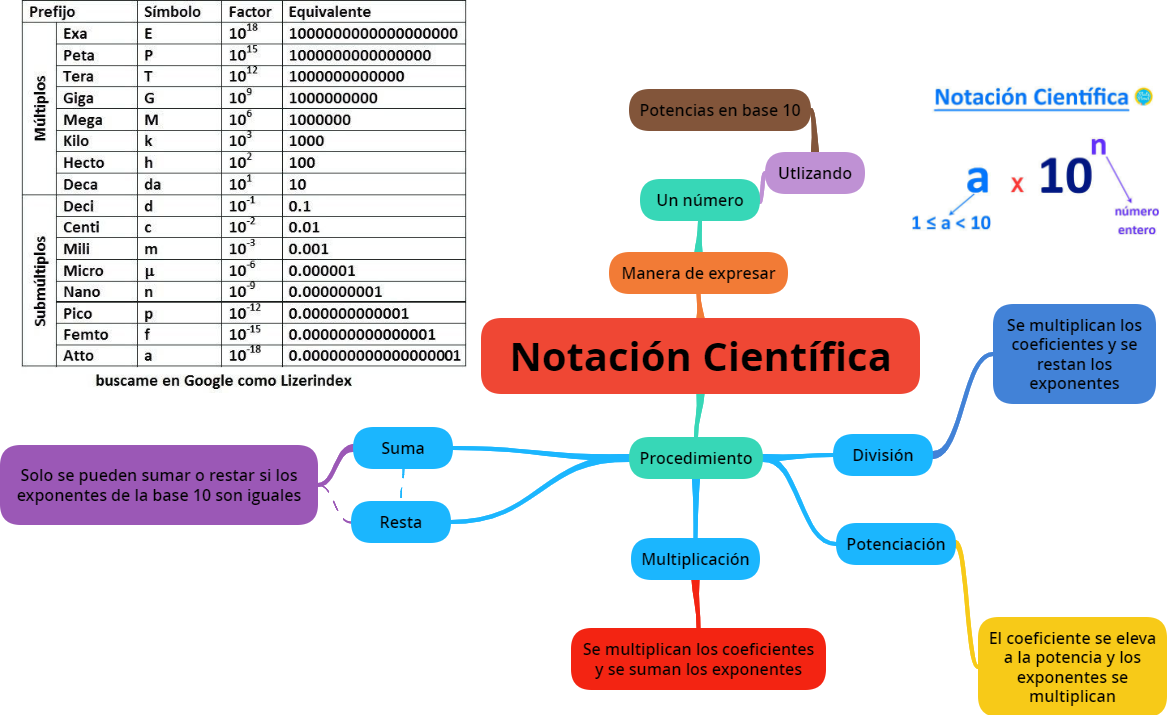 Prefijo Símbolo Factor Equivalente
Múltiplos
Exa E 10^18 1000000000000000000
Peta P 10^15 1000000000000000
Tera T 10^12 1000000000000
Giga G 10^9 1000000000
Mega M 10^6 1000000
Kilo k 10^3 1000
Hecto h 10^2 100
Deca da 10^1 10
Submúltiplos
Deci d 10^-1 0.1
Centi c 10^-2 0.01
Mili m 10^-3 0.001
Micro µ 10^-6 0.000001
Nano n 10^-9 0.000000001
Pico p 10^-12 0.000000000001
Femto f 10^-15 0.000000000000001
Atto a 10^-18 0.000000000000000001
buscame en Google como Lizerindex
Potencias en base 10
Utlizando
Un número
Manera de expresar
Notación Científica
a x 10^n
1 ≤ a < 10
número
entero
Notación Científica
Procedimiento
Suma
Resta
Solo se pueden sumar o restar si los
exponentes de la base 10 son iguales
Multiplicación
Se multiplican los coeficientes
y se suman los exponentes
División
Se multiplican los
coeficientes y se
restan los
exponentes
Potenciación
El coeficiente se eleva
a la potencia y los
exponentes se
multiplican